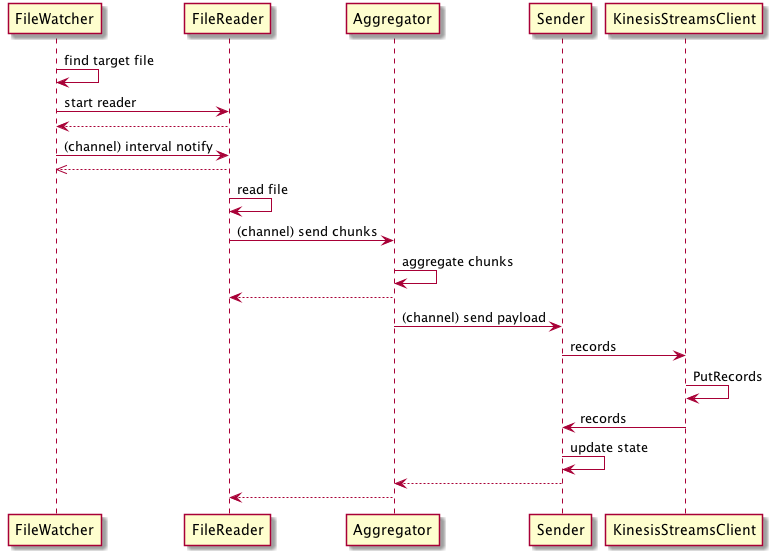 FileWatcher FileReader Aggregator Sender KinesisStreamsClient
find target file
start reader
(channel) interval notify
read file
(channel) send chunks
aggregate chunks
(channel) send payload
records
PutRecords
records
update state
FileWatcher FileReader Aggregator Sender KinesisStreamsClient